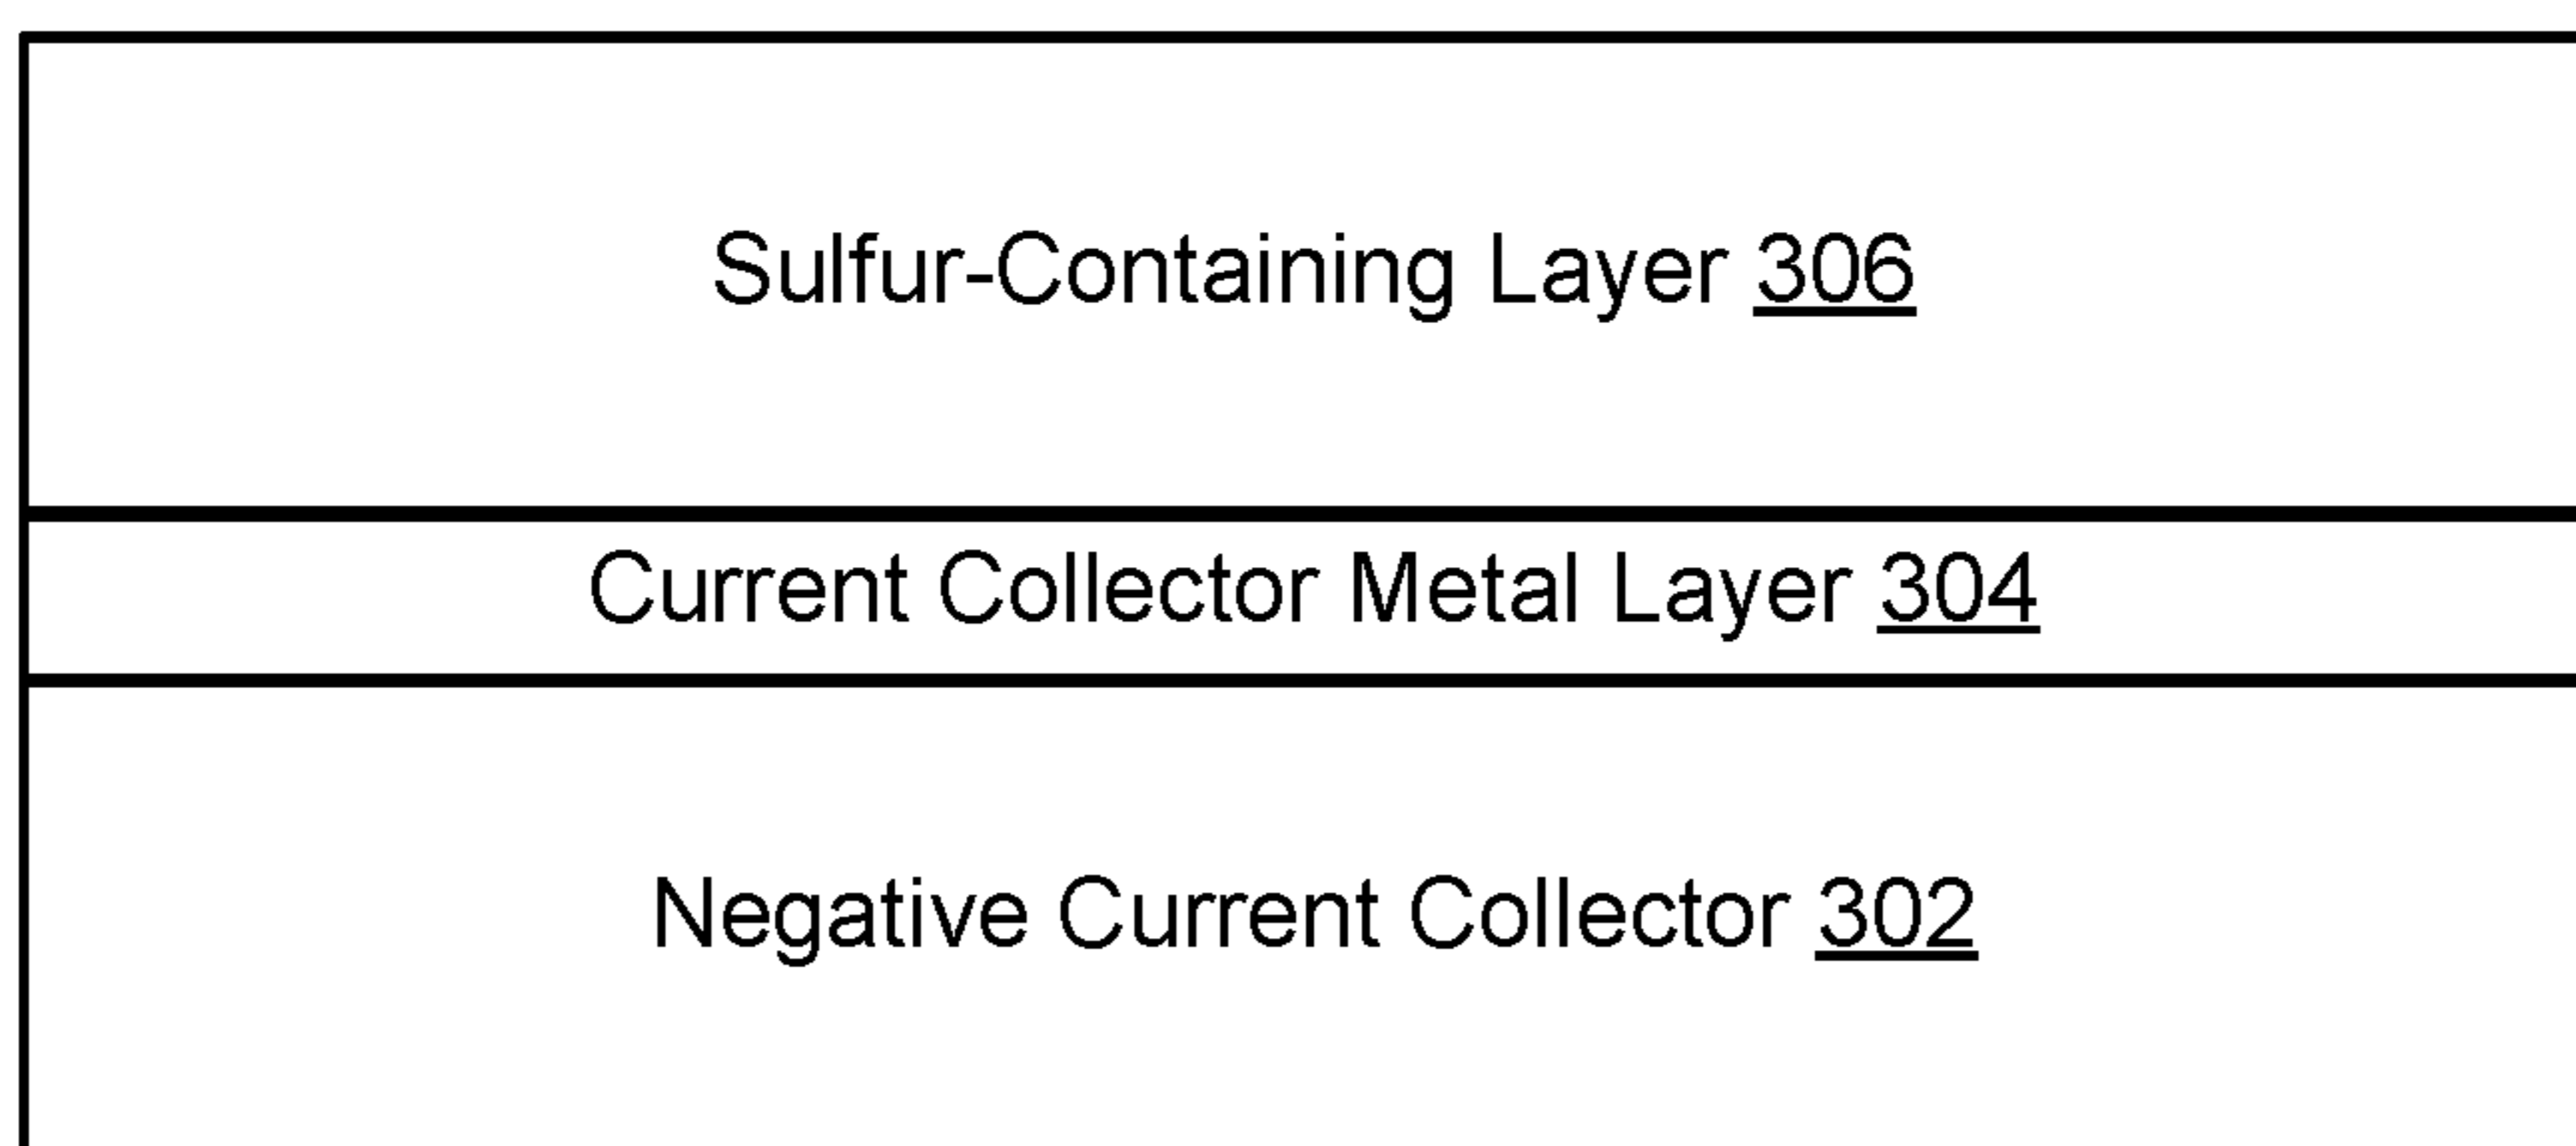 Sulfur-Containing Layer 306
Current Collector Metal Layer 304
Negative Current Collector 302